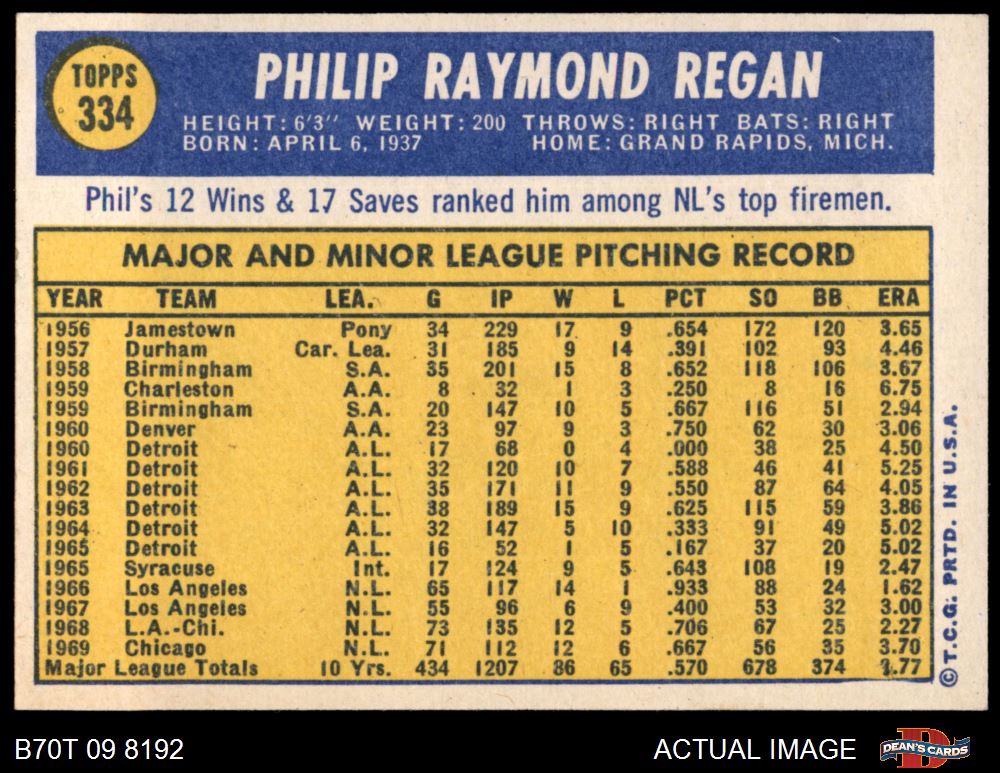 TOPPS
334
PHILIP RAYMOND REGAN
HEIGHT: 6'3" WEIGHT: 200 THROWS: RIGHT BATS: RIGHT
BORN: APRIL 6, 1937 HOME: GRAND RAPIDS, MICH.
Phil's 12 Wins & 17 Saves ranked him among NL's top firemen.
MAJOR AND MINOR LEAGUE PITCHING RECORD
YEAR TEAM LEA. G IP W L PCT SO BB ERA
1956 Jamestown Pony 34 229 17 9 .654 172 120 3.65
1957 Durham Car. Lea. 31 185 9 14 .391 102 93 4.46
1958 Birmingham S.A. 35 201 15 8 .652 118 106 3.67
1959 Charleston A.A. 8 32 1 3 .250 8 16 6.75
1959 Birmingham S.A. 20 147 10 5 .667 116 51 2.94
1960 Denver A.A. 23 97 9 3 .750 62 30 3.06
1960 Detroit A.L. 17 68 0 4 .000 38 25 4.50
1961 Detroit A.L. 32 120 10 7 .588 46 41 5.25
1962 Detroit A.L. 35 171 11 9 .550 87 64 4.05
1963 Detroit A.L. 38 189 15 9 .625 115 59 3.86
1964 Detroit A.L. 32 147 5 10 .333 91 49 5.02
1965 Detroit A.L. 16 52 1 5 .167 37 20 5.02
1965 Syracuse Int. 17 124 9 5 .643 108 19 2.47
1966 Los Angeles N.L. 65 117 14 1 .933 88 24 1.62
1967 Los Angeles N.L. 55 96 6 9 .400 53 32 3.00
1968 L.A.-Chi. N.L. 73 135 12 5 .706 67 25 2.27
1969 Chicago N.L. 71 112 12 6 .667 56 35 3.70
Major League Totals 10 Yrs. 434 1207 86 65 .570 678 374 3.77
©T.C.G. PRTD. IN U.S.A.
B70T 09 8192 ACTUAL IMAGE DEAN'S CARDS